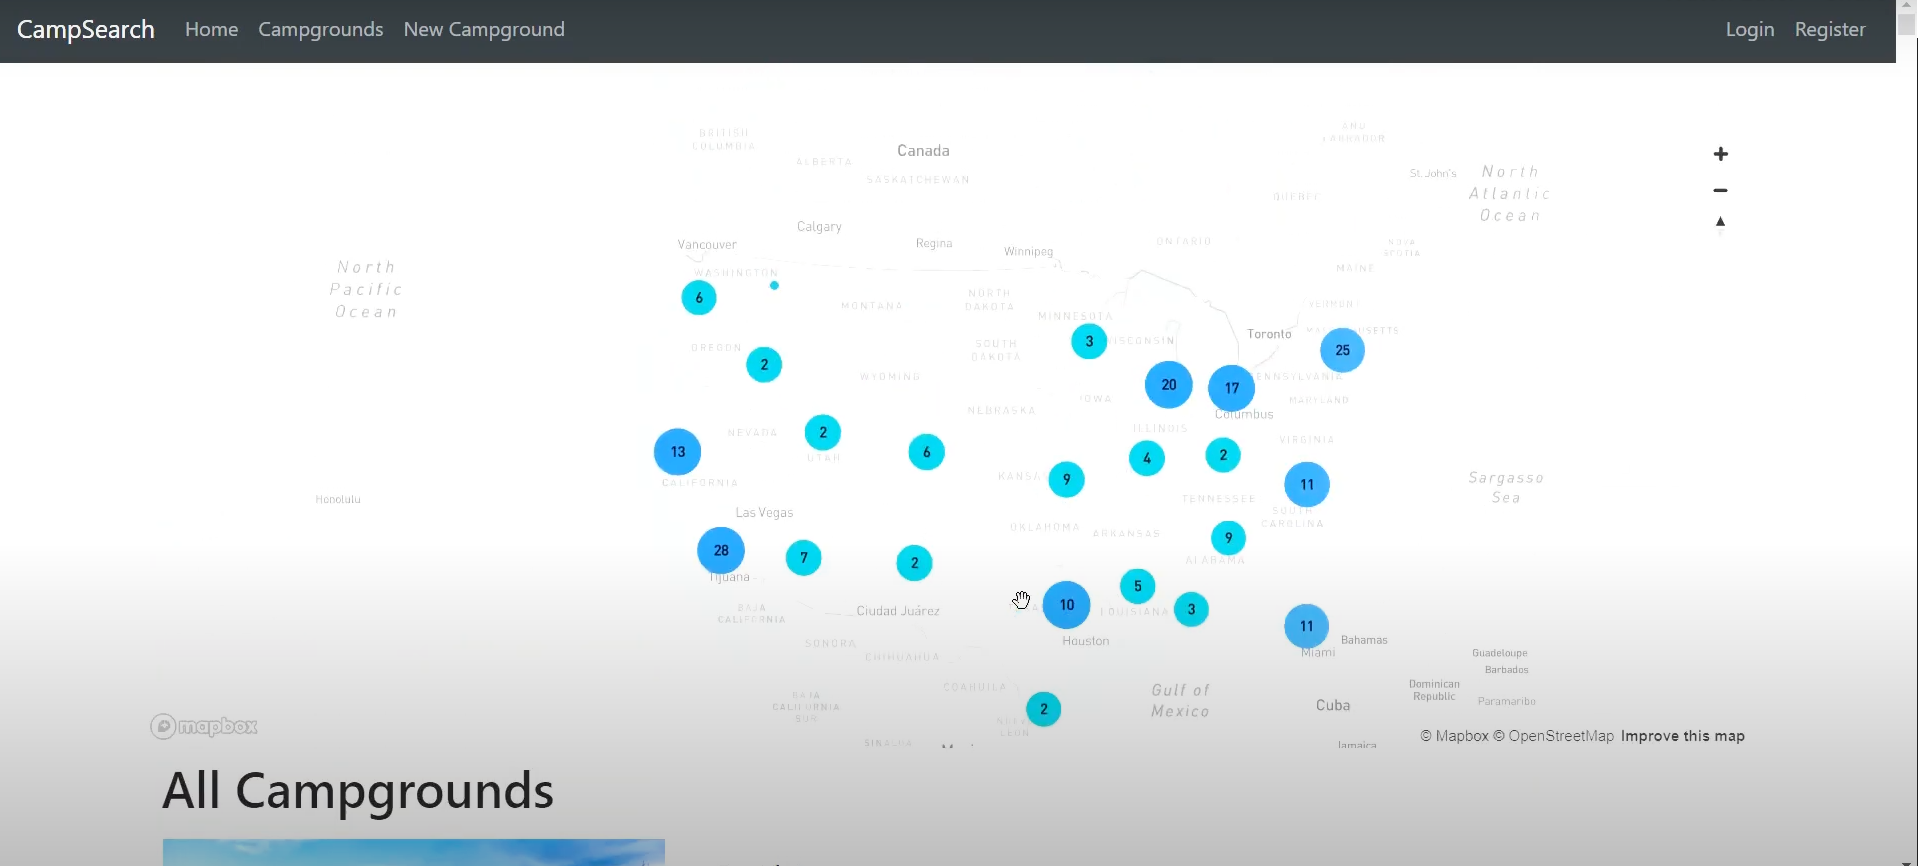 CampSearch Home Campgrounds New Campground Login Register
BRITISH
COLUMBIA
ALBERTA
Canada
SASKATCHEWAN
St. John's
North
Atlantic
Ocean
QUEBEC
Calgary
Vancouver
Regina
Winnipeg
ONTARIO
NOVA
SCOTIA
MAINE
North
Pacific
Ocean
WASHINGTON
6
MONTANA
NORTH
DAKOTA
MINNESOTA
3
Toronto
25
OREGON
2
SOUTH
DAKOTA
WYOMING
20
17
NEBRASKA
IOWA
MARYLAND
Columbus
13
CALIFORNIA
NEVADA
2
UTAH
6
ILLINOIS
VIRGINIA
9
4
2
TENNESSEE
11
SOUTH
CAROLINA
Sargasso
Sea
Honolulu
Las Vegas
OKLAHOMA
ARKANSAS
28
Tijuana
7
2
9
ALABAMA
BAJA
CALIFORNIA
Ciudad Juárez
10
5
LOUISIANA
3
Houston
11
Miami
Bahamas
SONORA
CHIHUAHUA
Guadeloupe
Barbados
COAHUILA
Dominican
Republic
Paramaribo
BAJA
CALIFORNIA
SUR
2
LEON
Gulf of
Mexico
Cuba
SINALOA
Jamaica
mapbox
© Mapbox © OpenStreetMap Improve this map
All Campgrounds